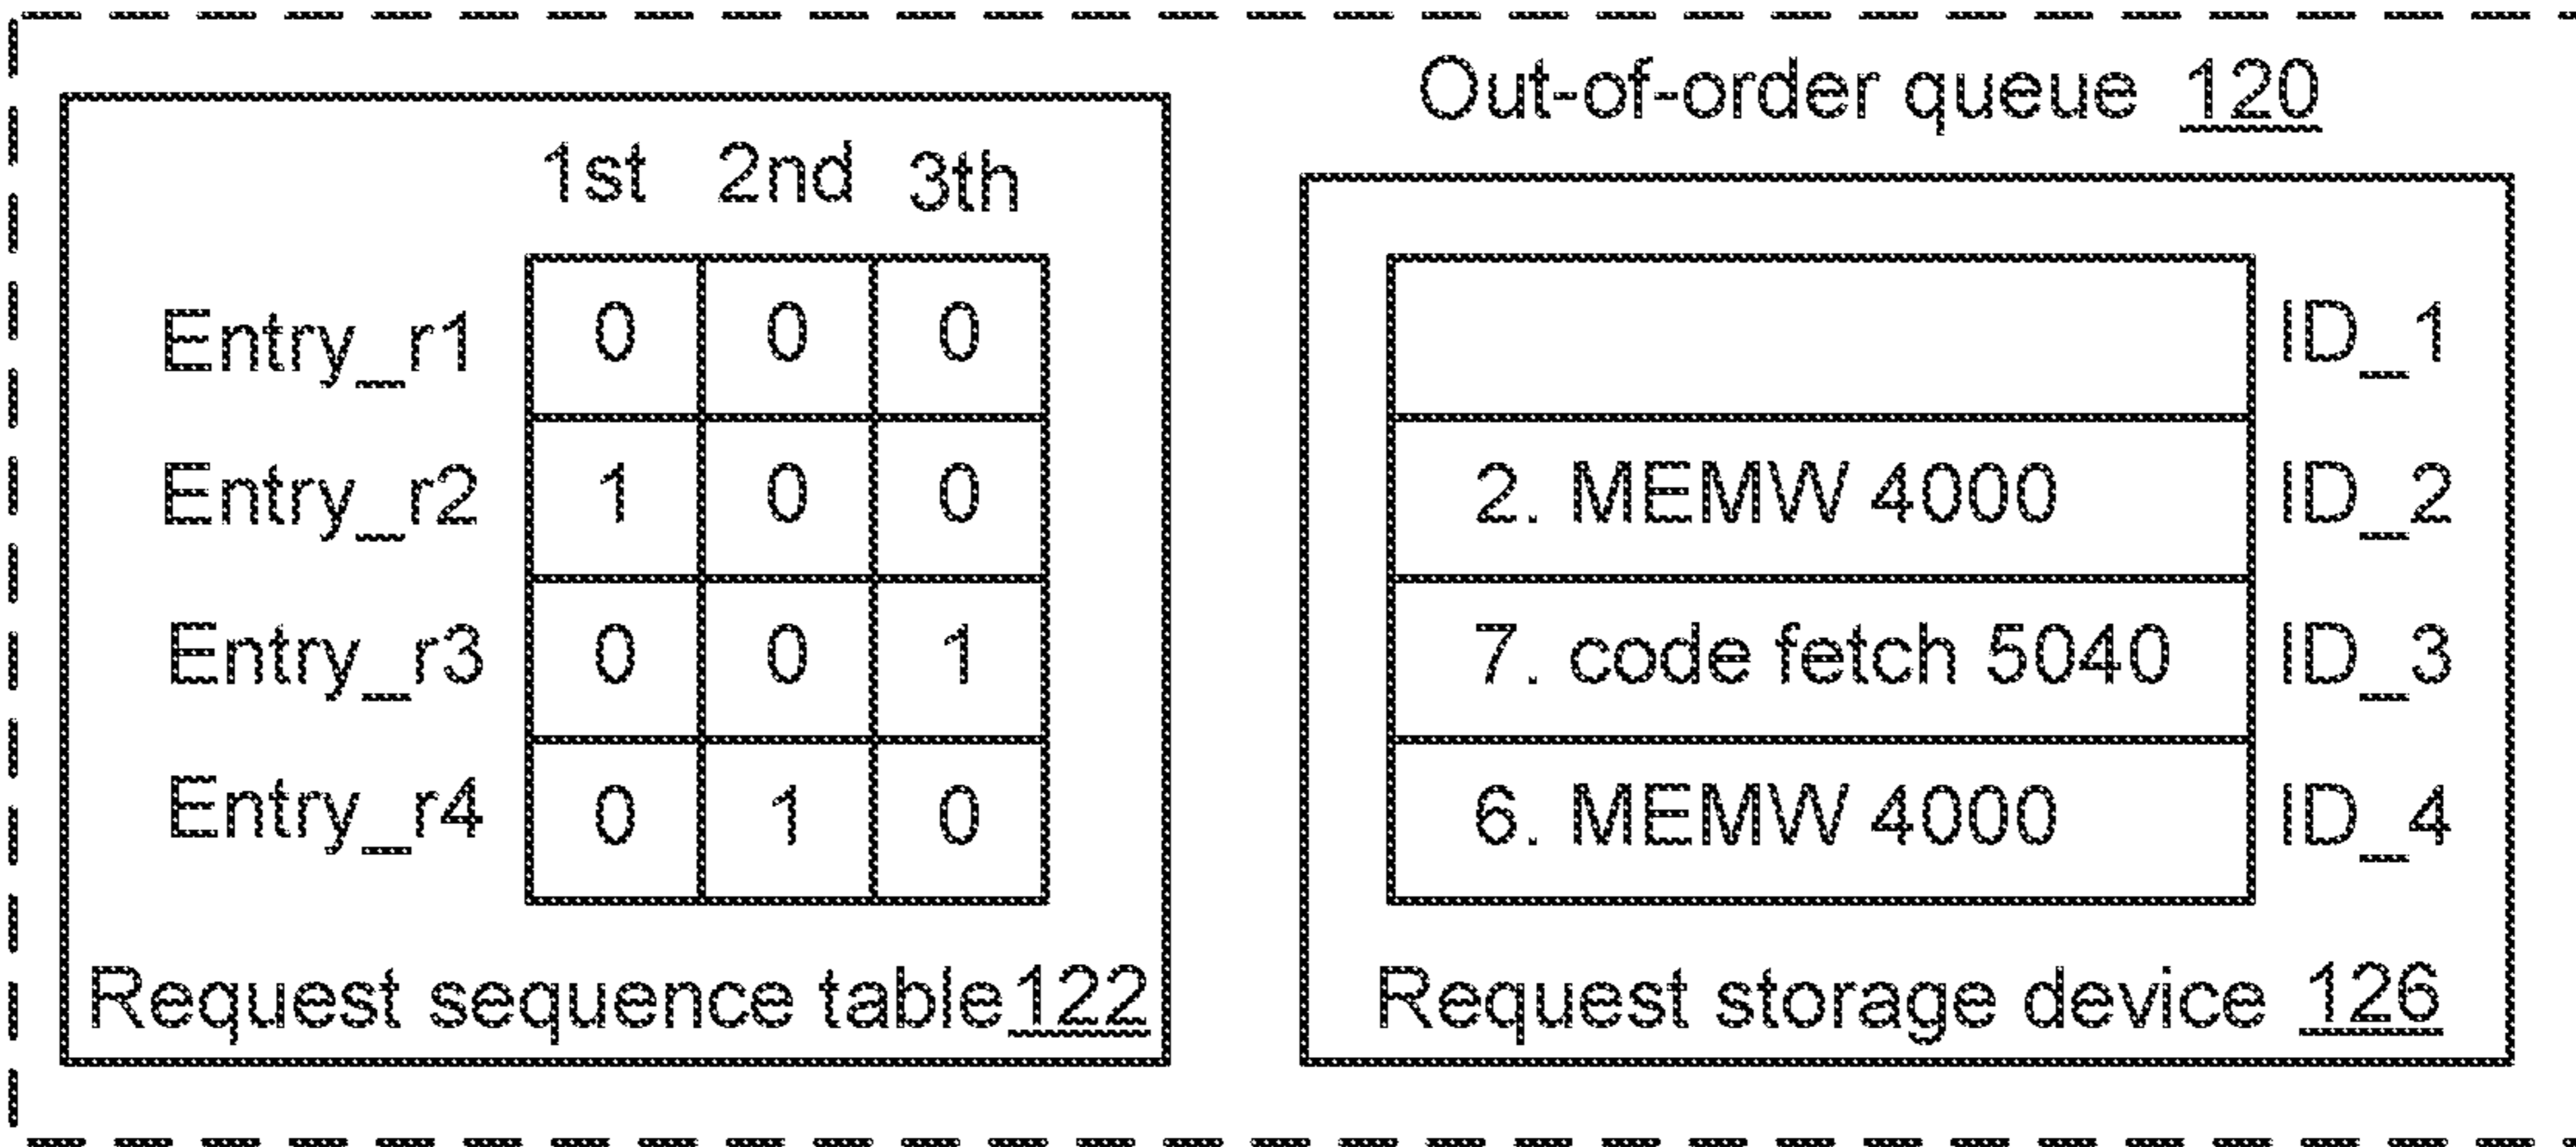 Out-of-order queue 120
1st 2nd 3th
Entry_r1 0 0 0
Entry_r2 1 0 0
Entry_r3 0 0 1
Entry_r4 0 1 0
Request sequence table 122
ID_1
2. MEMW 4000 ID_2
7. code fetch 5040 ID_3
6. MEMW 4000 ID_4
Request storage device 126